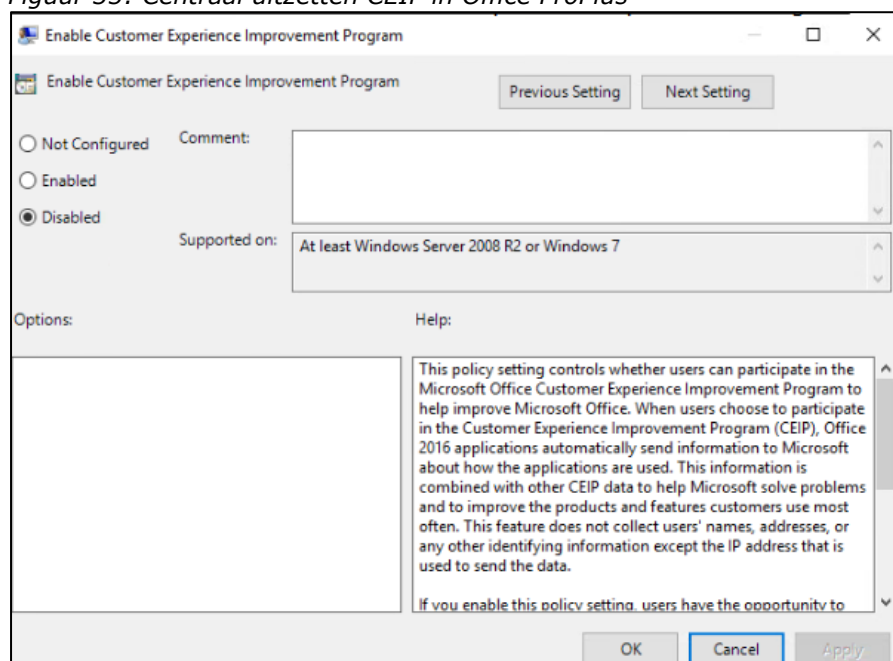 Figuur 35: Centraal uitzetten CEIP in Office ProPlus
Enable Customer Experience Improvement Program
Enable Customer Experience Improvement Program
Previous Setting
Next Setting
Not Configured
Comment:
Enabled
Disabled
Supported on:
At least Windows Server 2008 R2 or Windows 7
Options:
Help:
This policy setting controls whether users can participate in the
Microsoft Office Customer Experience Improvement Program to
help improve Microsoft Office. When users choose to participate
in the Customer Experience Improvement Program (CEIP), Office
2016 applications automatically send information to Microsoft
about how the applications are used. This information is
combined with other CEIP data to help Microsoft solve problems
and to improve the products and features customers use most
often. This feature does not collect users' names, addresses, or
any other identifying information except the IP address that is
used to send the data.
If you enable this policy setting, users have the opportunity to
OK
Cancel
Apply